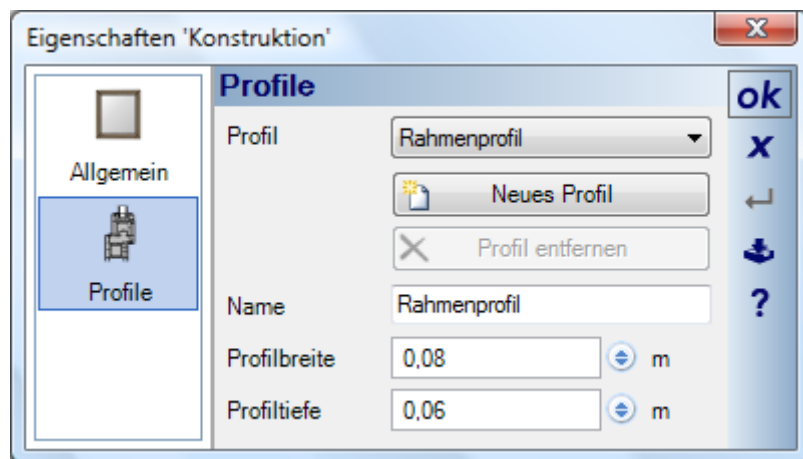 Eigenschaften 'Konstruktion'
Allgemein
Profile
Profile
Profil
Rahmenprofil
Neues Profil
Profil entfernen
Name
Rahmenprofil
Profilbreite
0,08
m
Profiltiefe
0,06
m
ok
x
?